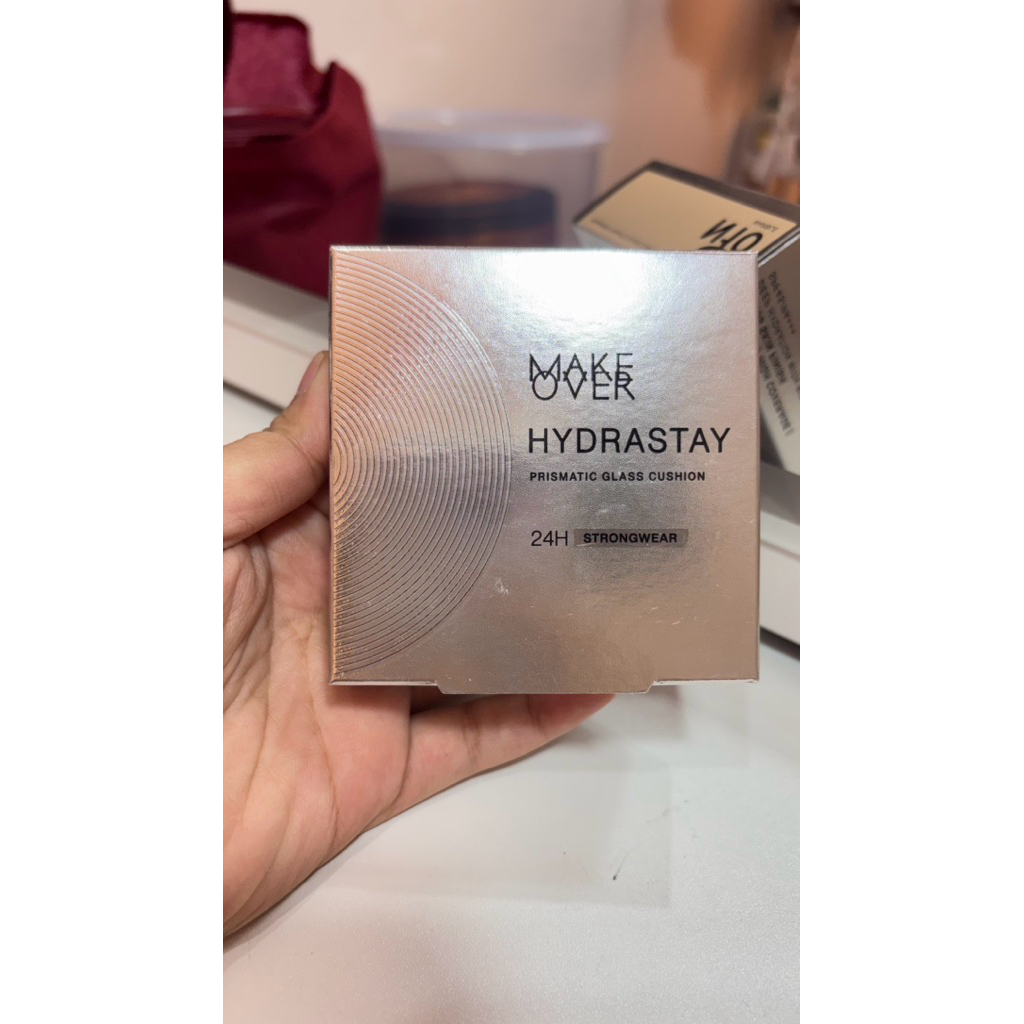 MAKE
OVER
HYDRASTAY
PRISMATIC GLASS CUSHION
24H STRONGWEAR